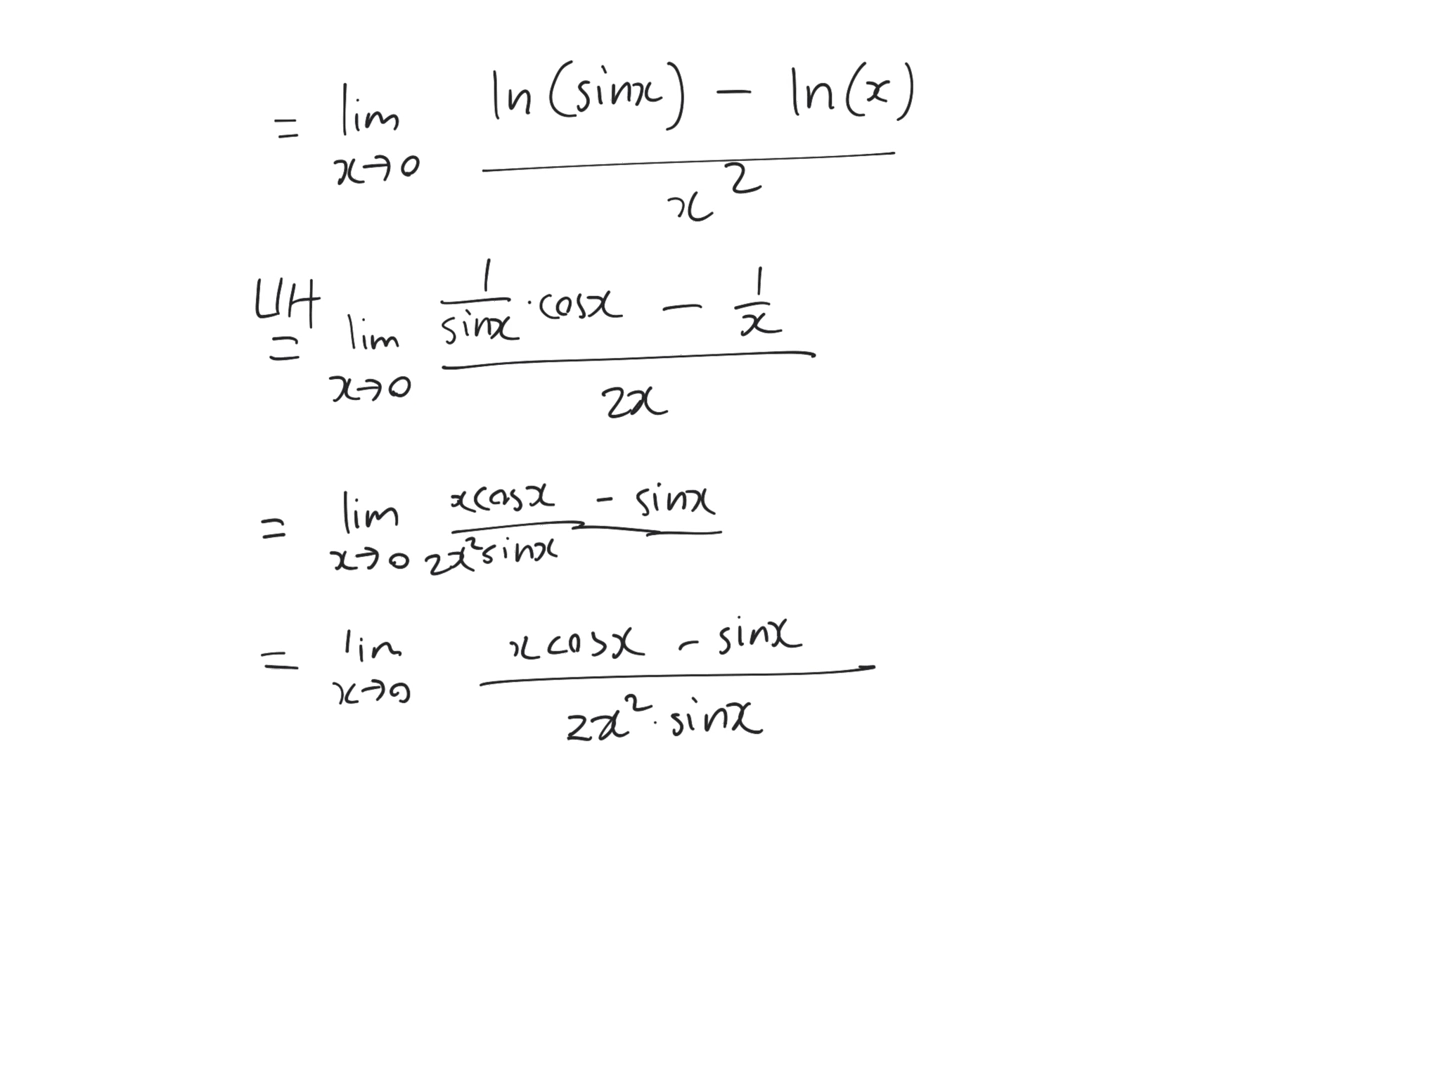 = lim x→0 (ln(sinx) − ln(x)) / x²
L'H = lim x→0 (1/sinx · cosx − 1/x) / 2x
= lim x→0 (xcosx - sinx) / 2x²sinx
= lim x→0 (xcosx - sinx) / 2x²·sinx